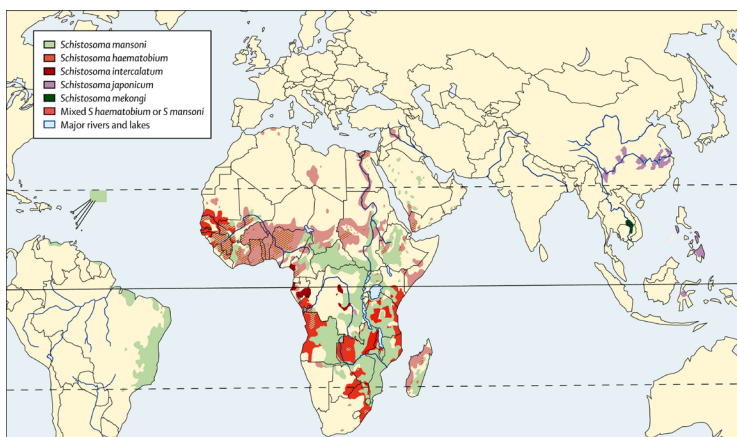 Schistosoma mansoni
Schistosoma haematobium
Schistosoma intercalatum
Schistosoma japonicum
Schistosoma mekongi
Mixed S haematobium or S mansoni
Major rivers and lakes